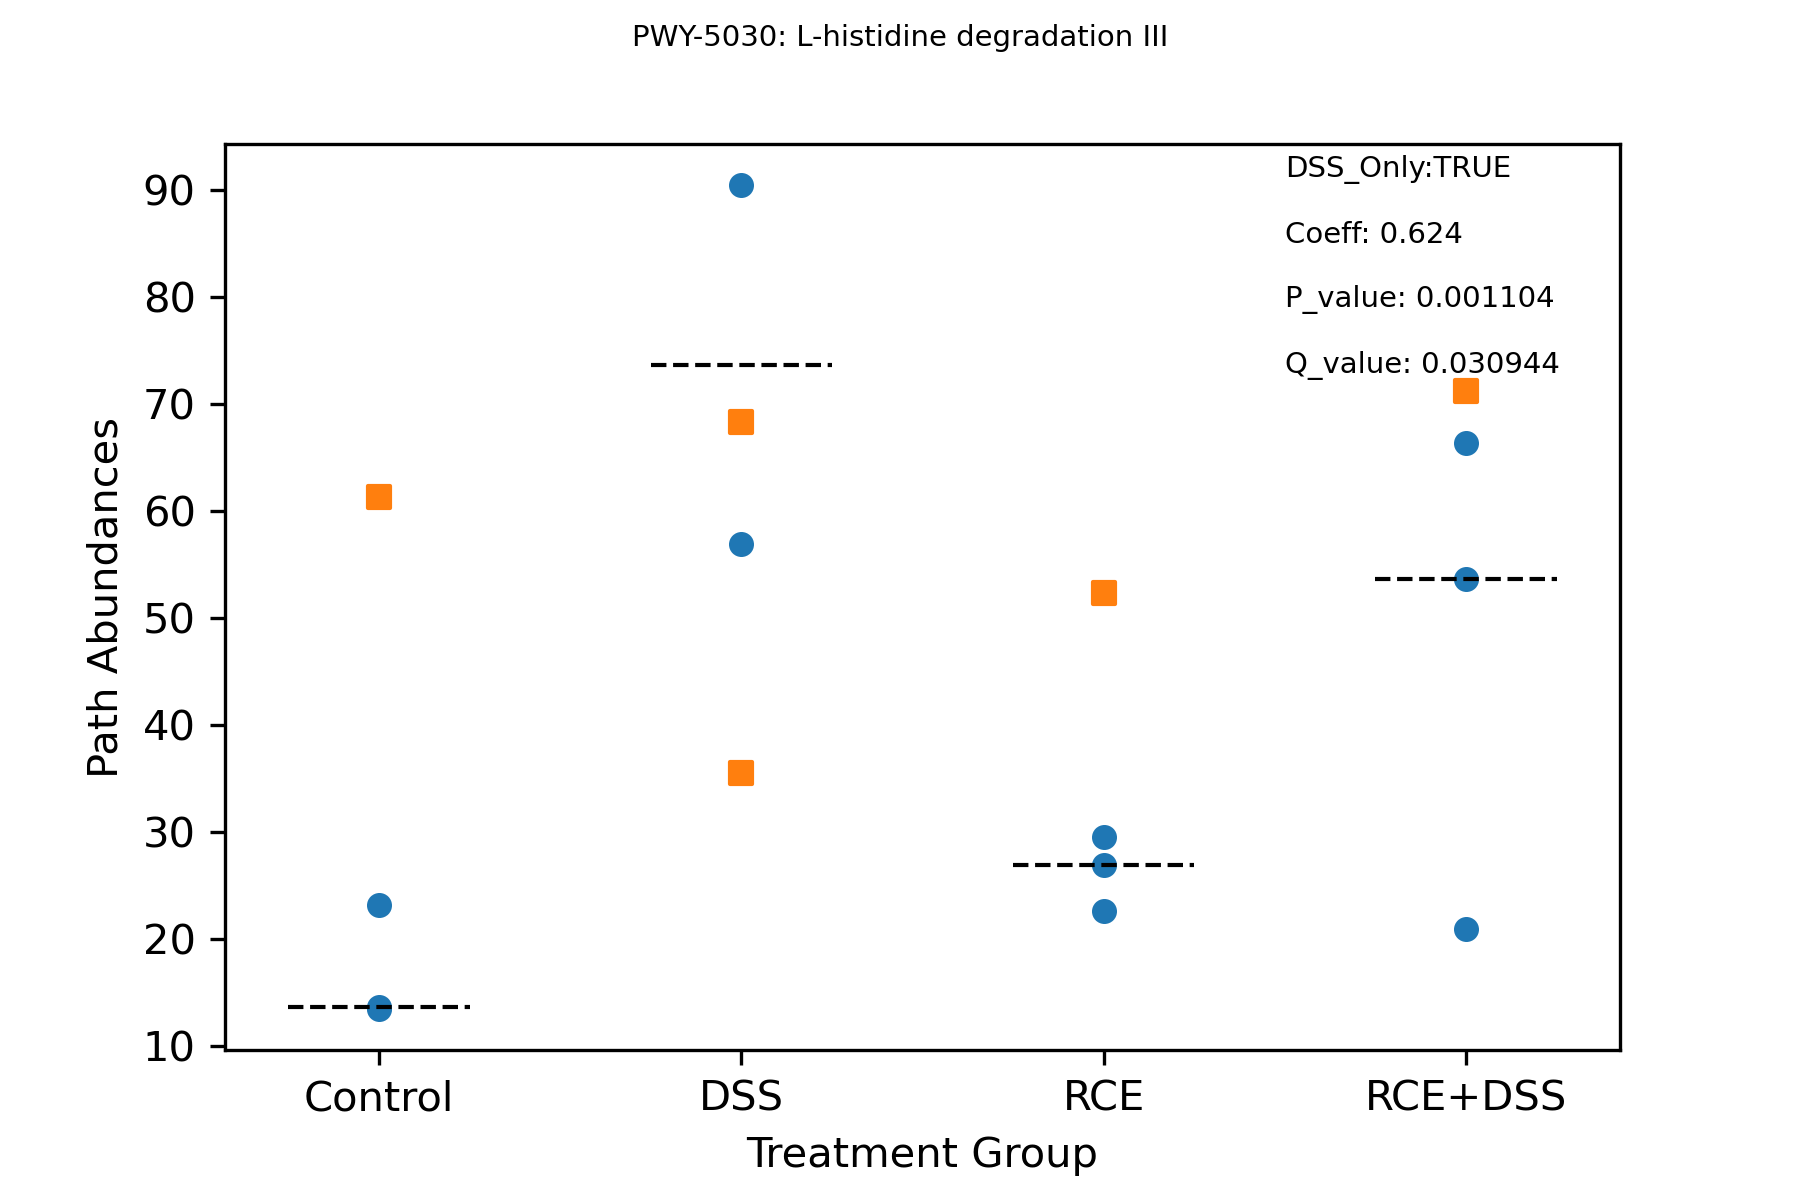 PWY-5030: L-histidine degradation III
DSS_Only:TRUE
Coeff: 0.624
P_value: 0.001104
Q_value: 0.030944
90
80
70
60
50
40
30
20
10
Path Abundances
Control DSS RCE RCE+DSS
Treatment Group